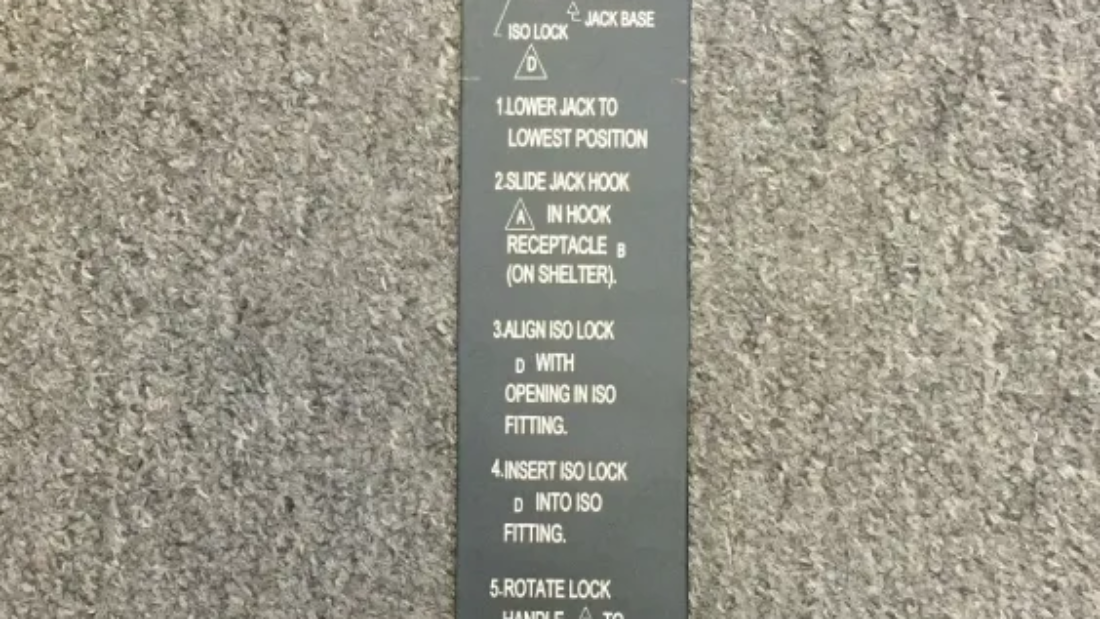 JACK BASE
ISO LOCK
D
1.LOWER JACK TO
LOWEST POSITION
2.SLIDE JACK HOOK
A IN HOOK
RECEPTACLE B
(ON SHELTER).
3.ALIGN ISO LOCK
D WITH
OPENING IN ISO
FITTING.
4.INSERT ISO LOCK
D INTO ISO
FITTING.
5-ROTATE LOCK
HANDLE TO